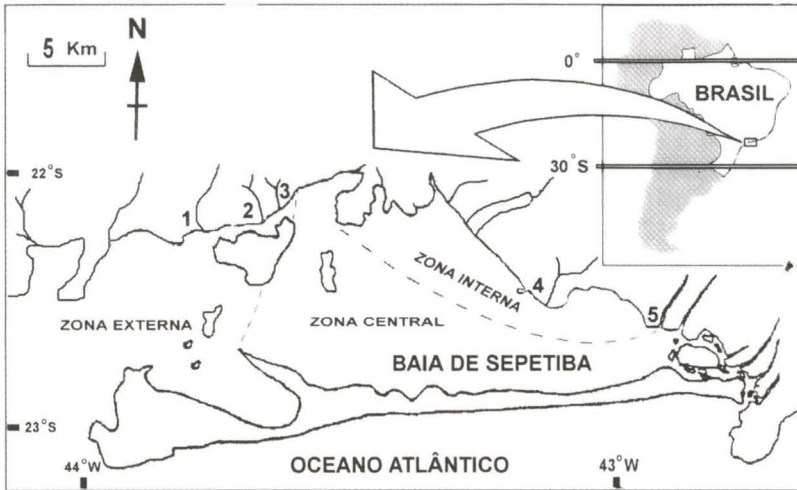 5 Km
N
0°
BRASIL
30°S
22°S
1
2
3
ZONA INTERNA
4
ZONA EXTERNA
ZONA CENTRAL
5
BAIA DE SEPETIBA
23°S
44°W
43°W
OCEANO ATLÂNTICO